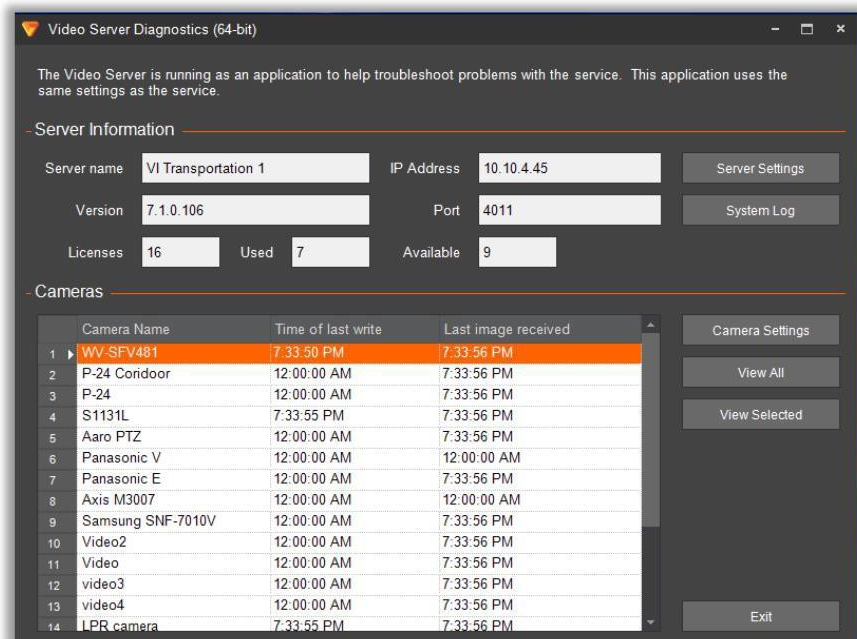 Video Server Diagnostics (64-bit)
The Video Server is running as an application to help troubleshoot problems with the service. This application uses the
same settings as the service.
Server Information
Server name VI Transportation 1 IP Address 10.10.4.45 Server Settings
Version 7.1.0.106 Port 4011 System Log
Licenses 16 Used 7 Available 9
Cameras
Camera Name Time of last write Last image received Camera Settings
1 WV-SFV481 7:33:50 PM 7:33:56 PM
2 P-24 Coridoor 12:00:00 AM 7:33:56 PM View All
3 P-24 12:00:00 AM 7:33:56 PM
4 S1131L 7:33:55 PM 7:33:56 PM View Selected
5 Aaro PTZ 12:00:00 AM 7:33:56 PM
6 Panasonic V 12:00:00 AM 12:00:00 AM
7 Panasonic E 12:00:00 AM 7:33:56 PM
8 Axis M3007 12:00:00 AM 12:00:00 AM
9 Samsung SNF-7010V 12:00:00 AM 7:33:56 PM
10 Video2 12:00:00 AM 7:33:56 PM
11 Video 12:00:00 AM 7:33:56 PM
12 video3 12:00:00 AM 7:33:56 PM
13 video4 12:00:00 AM 7:33:56 PM Exit
14 LPR camera 7:33:55 PM 7:33:56 PM